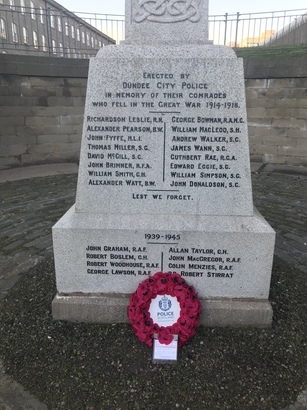 ERECTED BY
DUNDEE CITY POLICE
IN MEMORY OF THEIR COMRADES
WHO FELL IN THE GREAT WAR 1914-1918.
RICHARDSON LESLIE, R.N.
ALEXANDER PEARSON, B.W.
JOHN FYFFE, H.L.I.
THOMAS MILLER, S.G.
DAVID MCGILL, S.G.
JOHN BRIMNER, R.F.A.
WILLIAM SMITH, G.H.
ALEXANDER WATT, B.W.
GEORGE BOWMAN, R.A.M.C.
WILLIAM MACLEOD, S.H.
ANDREW WALKER, S.G.
JAMES WANN, S.G.
CUTHBERT RAE, R.G.A.
EDWARD EGGIE, S.G.
WILLIAM SIMPSON, S.G.
JOHN DONALDSON, S.G.
LEST WE FORGET.
1939-1945
JOHN GRAHAM, R.A.F.
ROBERT BOSLEM, G.H.
ROBERT WOODHOUSE, R.A.F.
GEORGE LAWSON, R.A.F.
ALLAN TAYLOR, G.H.
JOHN MACGREGOR, R.A.F.
COLIN MENZIES, R.A.F.
ROBERT STIRRAT
POLICE